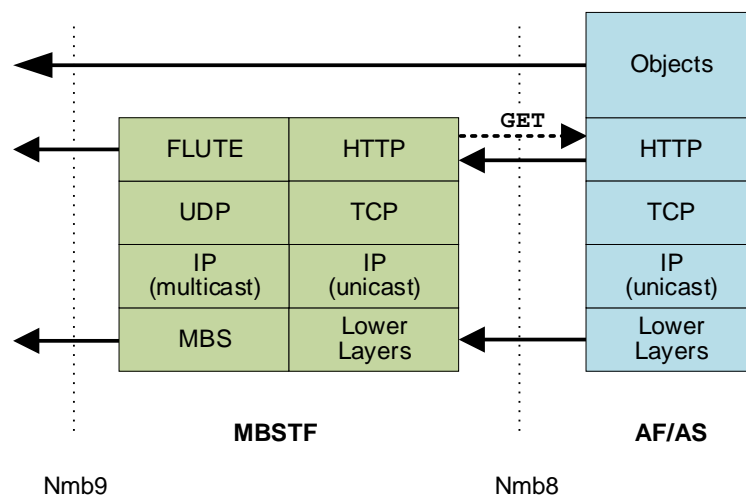 Objects
GET
FLUTE
HTTP
HTTP
UDP
TCP
TCP
IP
(multicast)
IP
(unicast)
IP
(unicast)
MBS
Lower
Layers
Lower
Layers
MBSTF
AF/AS
Nmb9
Nmb8